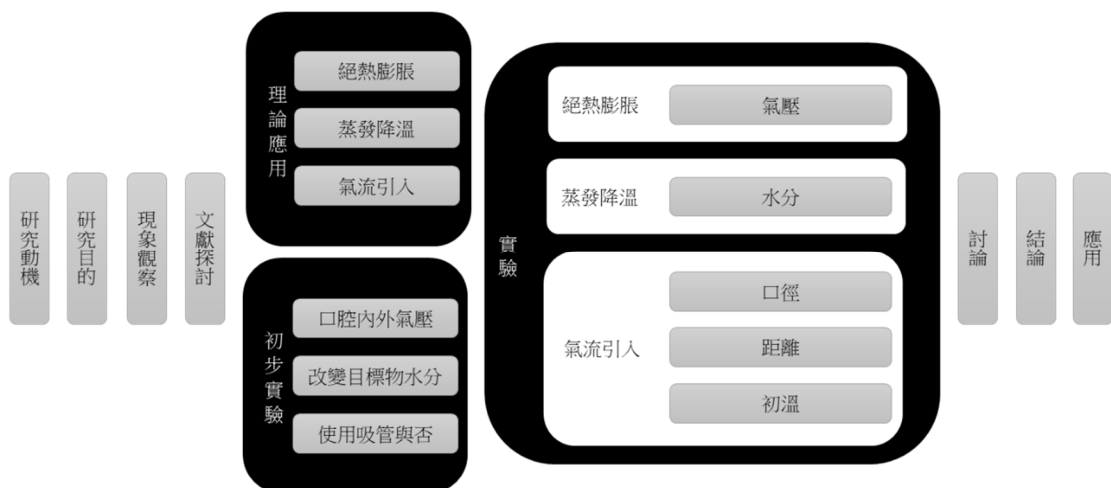 研究動機
研究目的
現象觀察
文獻探討
理論應用
絕熱膨脹
蒸發降溫
氣流引入
初步實驗
口腔內外氣壓
改變目標物水分
使用吸管與否
實驗
絕熱膨脹
氣壓
蒸發降溫
水分
氣流引入
口徑
距離
初溫
討論
結論
應用